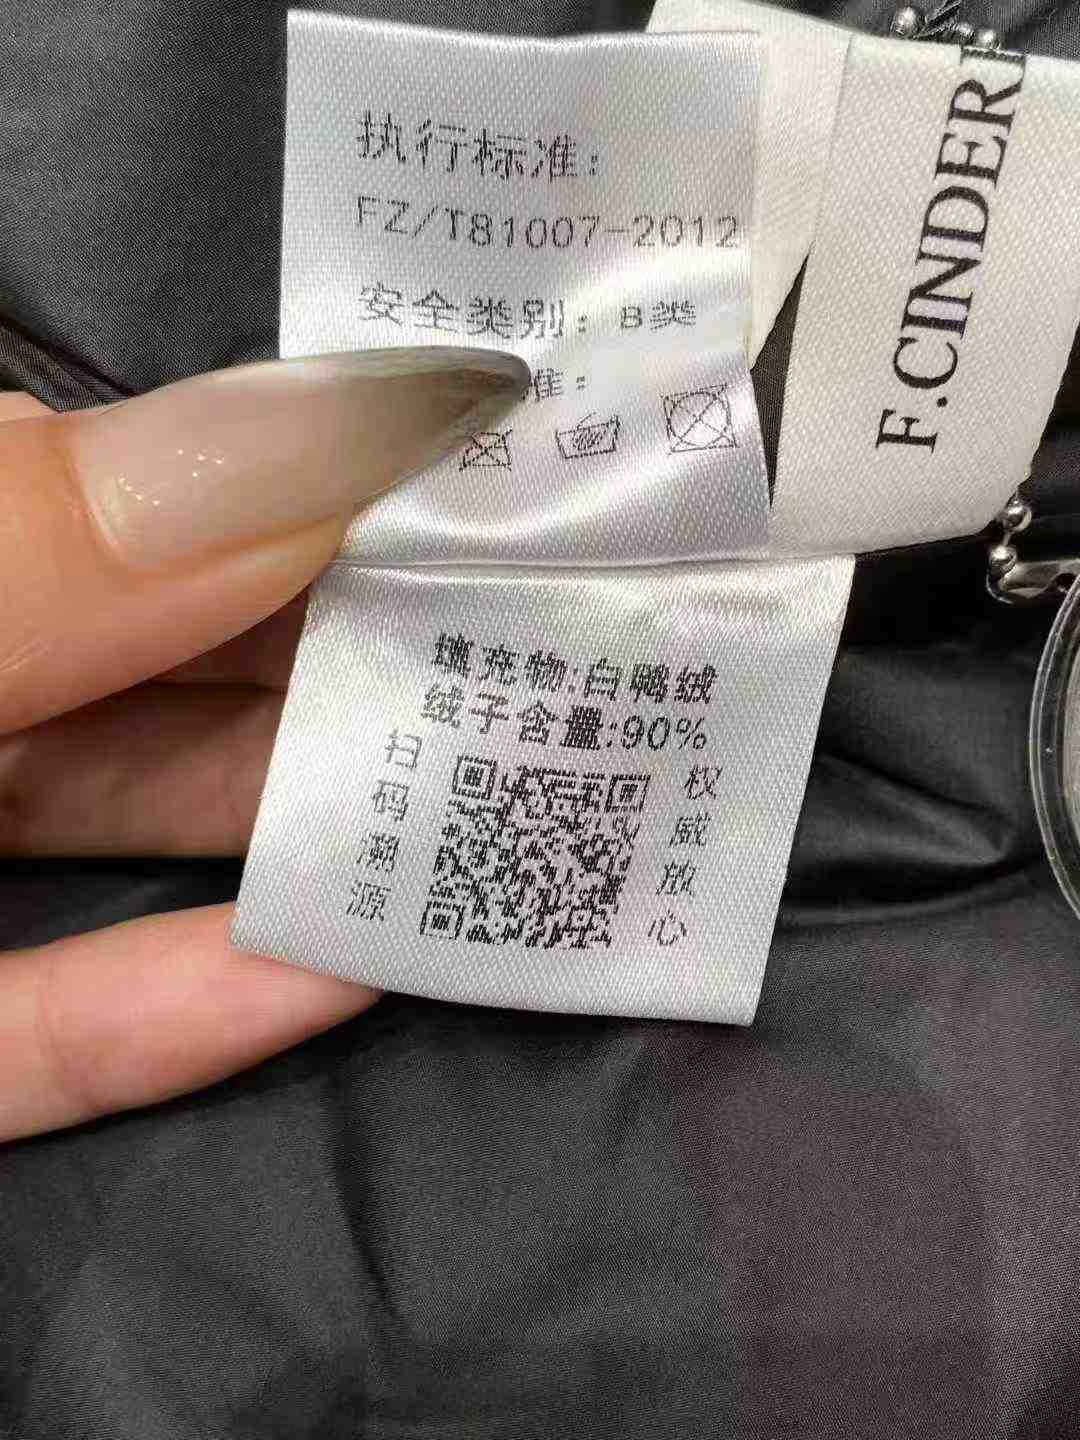 执行标准:
FZ/T81007-2012
安全类别: B类
准:
F.CINDER
填充物:白鸭绒
绒子含量:90%
扫码溯源
权威放心